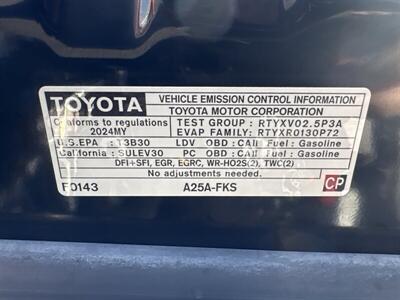 TOYOTA VEHICLE EMISSION CONTROL INFORMATION
TOYOTA MOTOR CORPORATION
Conforms to regulations TEST GROUP : RTYXV02.5P3A
2024MY EVAP FAMILY: RTYXR0130P72
U.S.EPA : T3B30 LDV OBD : CAII Fuel : Gasoline
California : SULEV30 PC OBD : CAII Fuel : Gasoline
DFI+SFI, EGR, EGRC, WR-HO2S(2), TWC(2)
No adjustments needed.
F0143 A25A-FKS CP